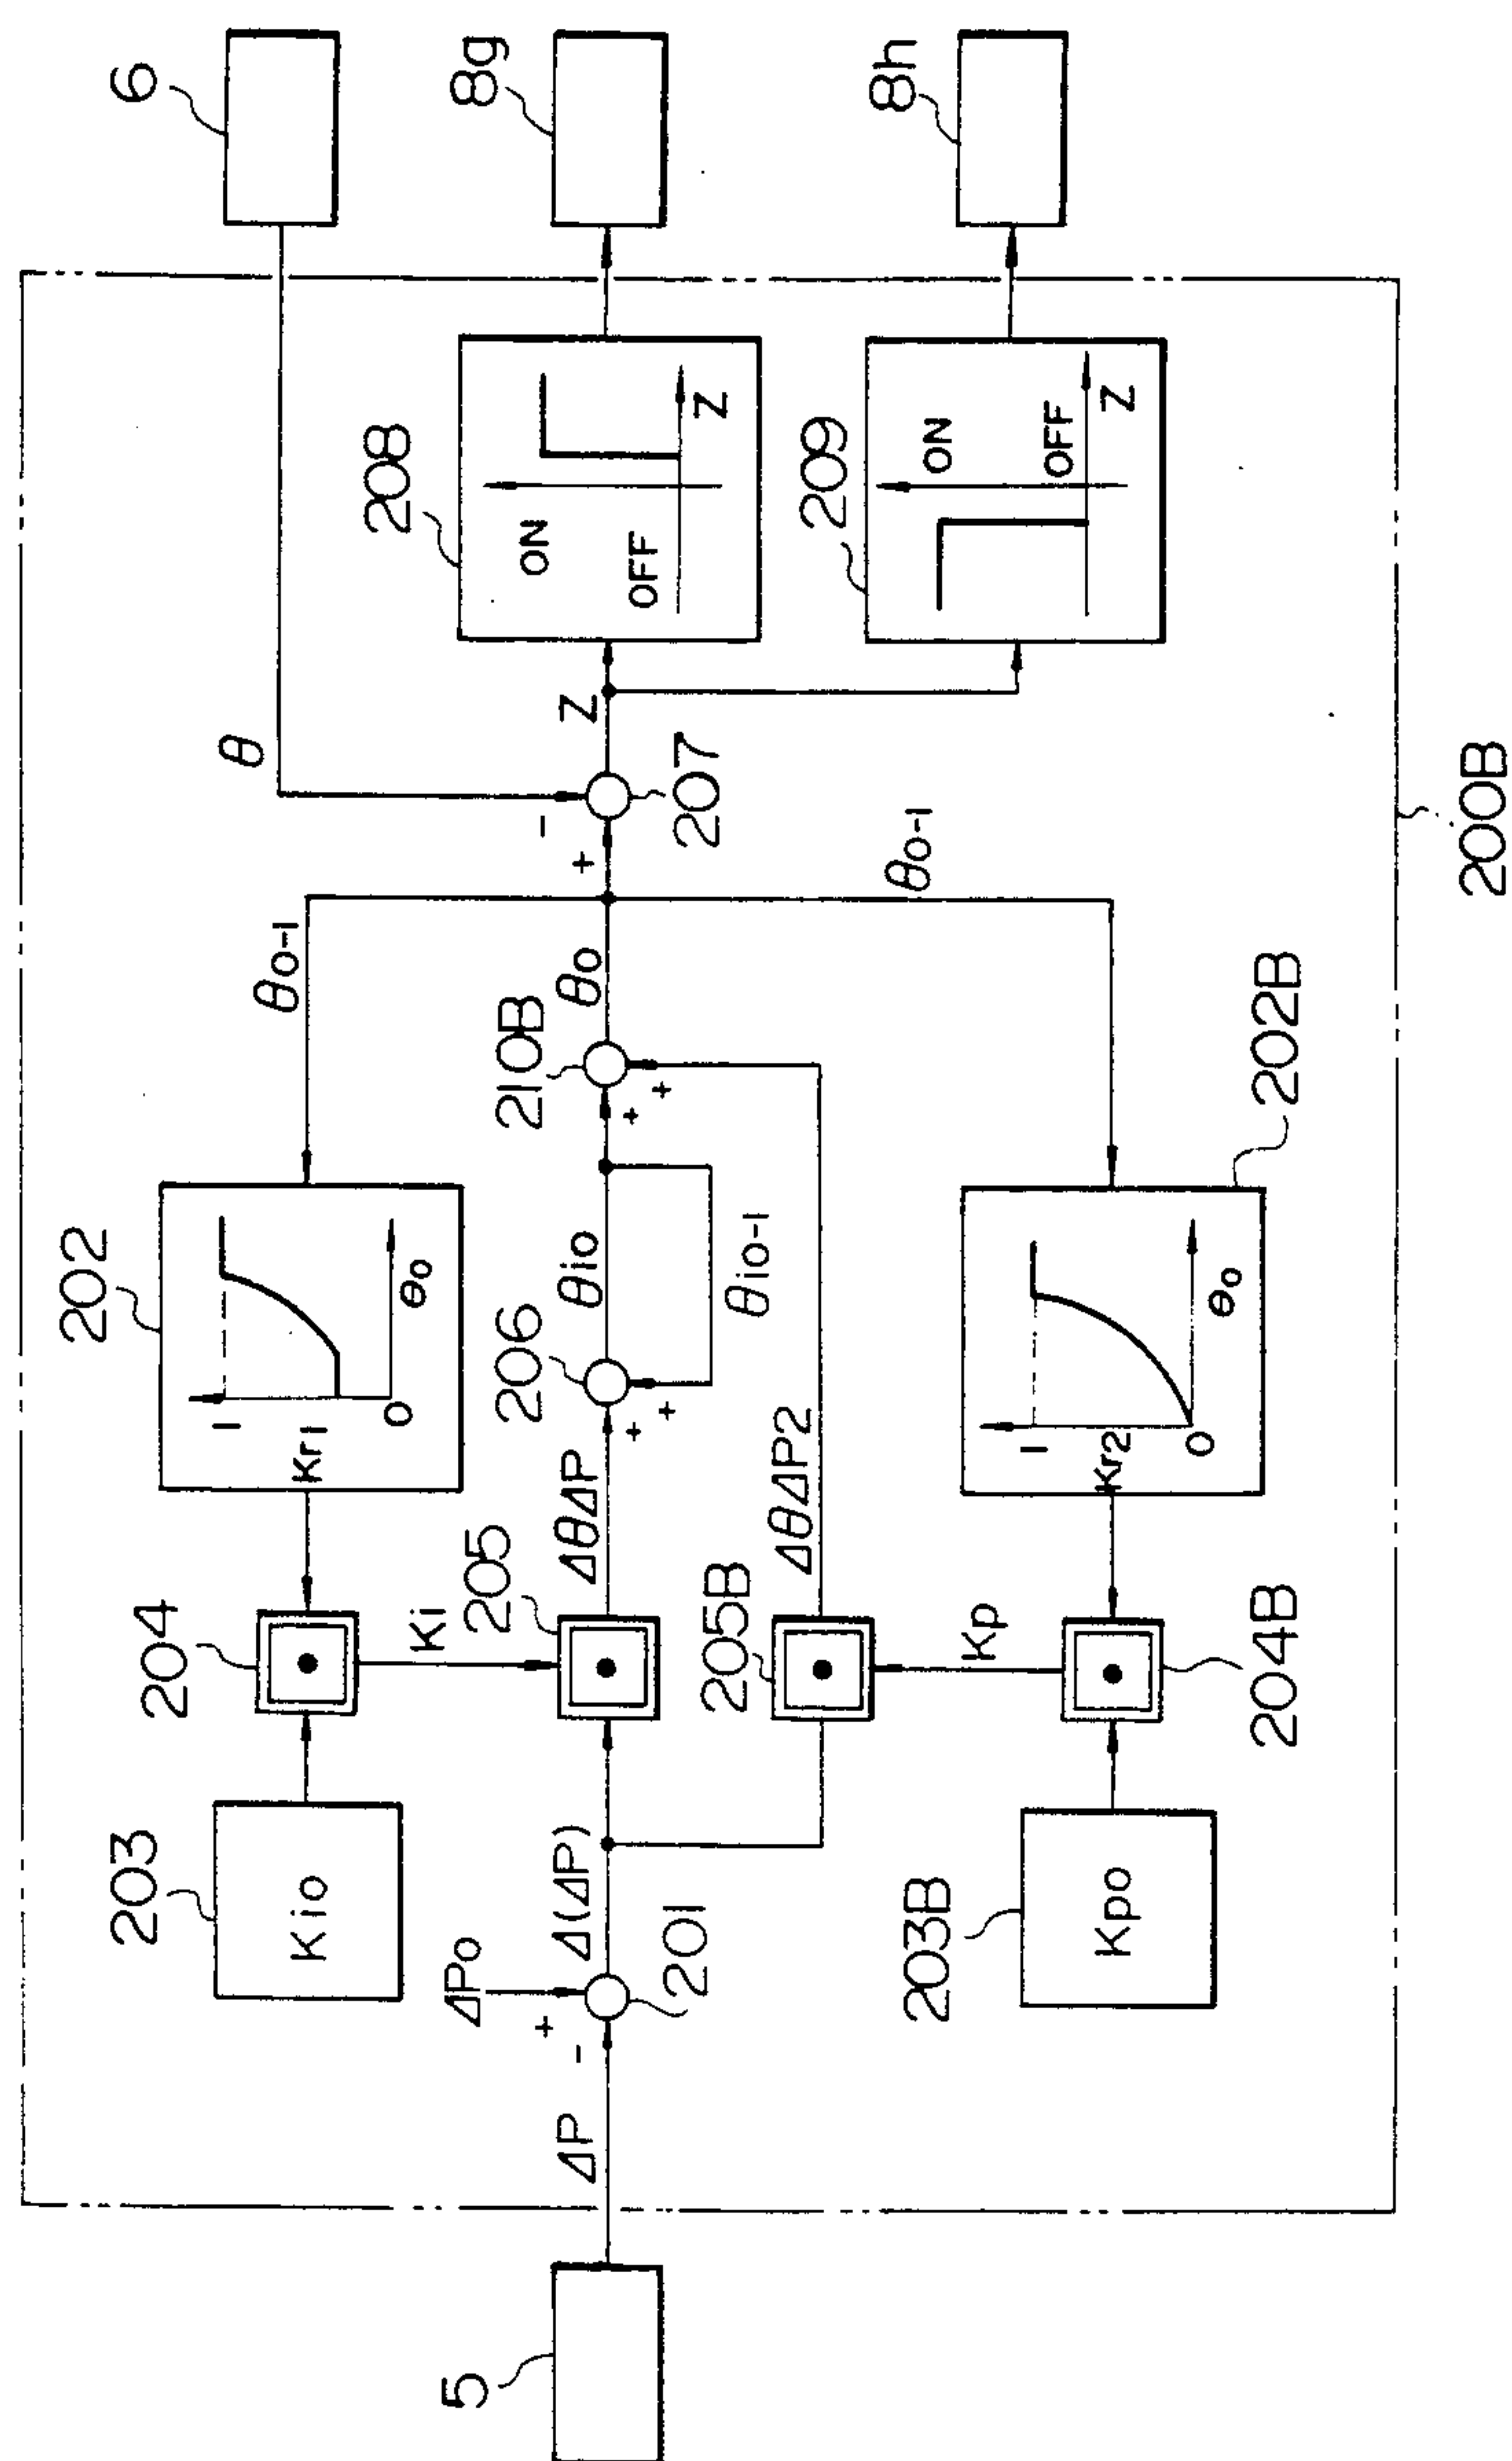 6
8g
8h
θ
208
ON
OFF
Z
209
ON
OFF
Z
Z
207
-
+
200B
θo-1
θo-1
θo
210B
+
+
202
1
Kr1
0
θo
θio
206
θio-1
+
+
202B
1
Kr2
0
θo
204
Ki
205
ΔθΔP
205B
ΔθΔP2
Kp
204B
203
Kio
203B
Kpo
ΔPo
Δ(ΔP)
+
-
201
ΔP
5